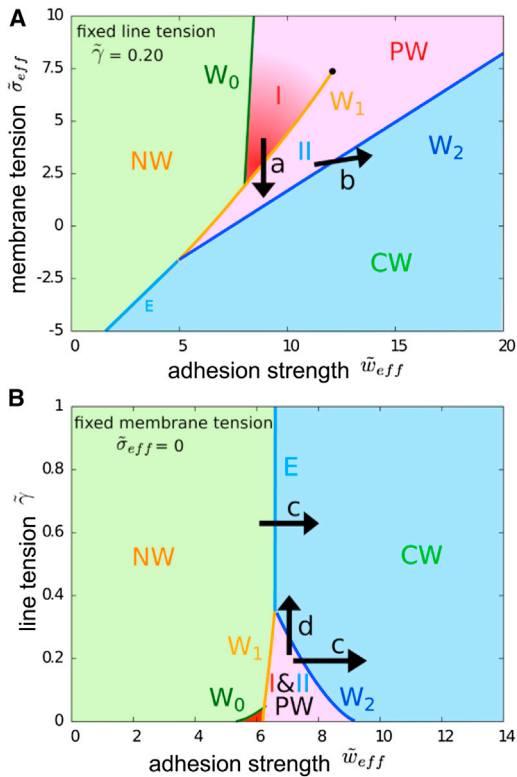 A
fixed line tension
γ̃ = 0.20
W₀
I
W₁
PW
NW
a
II
b
W₂
CW
E
membrane tension σ̃eff
10
7.5
5
2.5
0
-2.5
-5
5
10
15
20
adhesion strength w̃eff
B
fixed membrane tension
σ̃eff = 0
E
c
NW
CW
d
W₁
c
W₀
I&II
PW
W₂
line tension γ̃
1
0.8
0.6
0.4
0.2
0
0
2
4
6
8
10
12
14
adhesion strength w̃eff